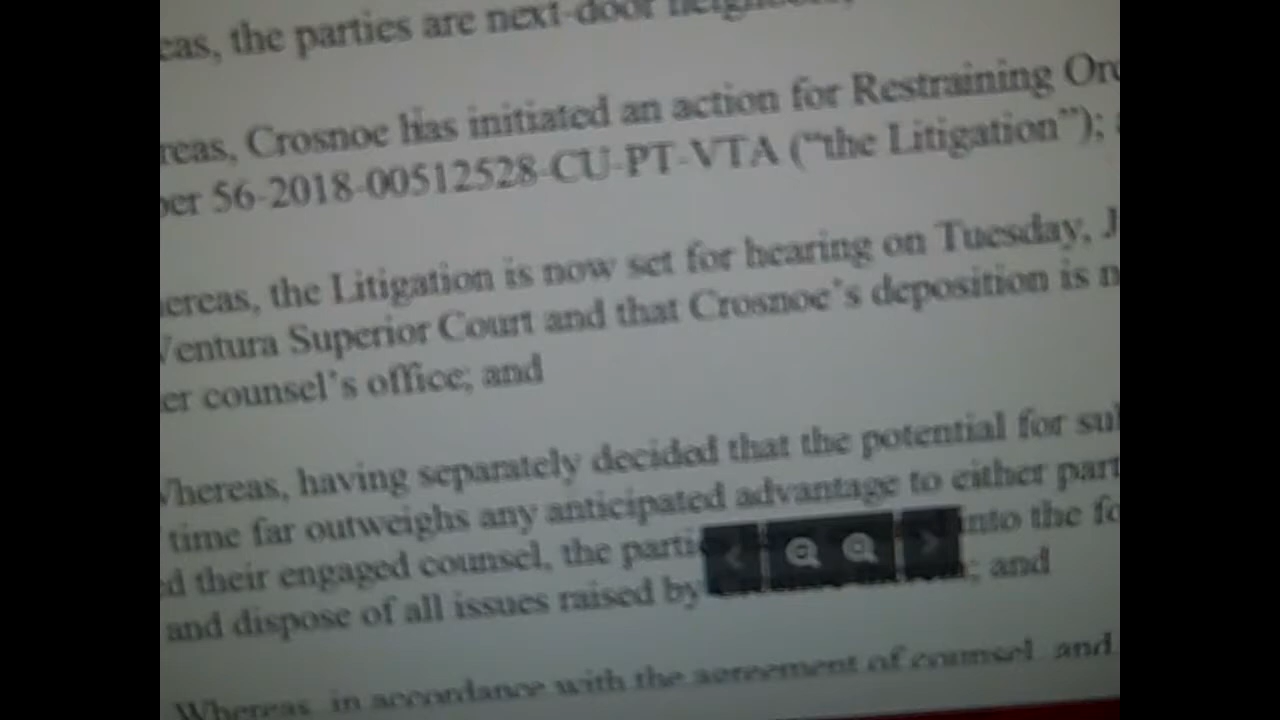 eas, the parties are next-door
reas, Crosnoe has initiated an action for Restraining Ord
ber 56-2018-00512528-CU-PT-VTA ("the Litigation");
ereas, the Litigation is now set for hearing on Tuesday, J
Ventura Superior Court and that Crosnoe's deposition is n
er counsel's office; and
Whereas, having separately decided that the potential for sul
time far outweighs any anticipated advantage to either part
d their engaged counsel, the parti into the fo
and dispose of all issues raised by ; and
Whereas, in accordance with the agreement of counsel and